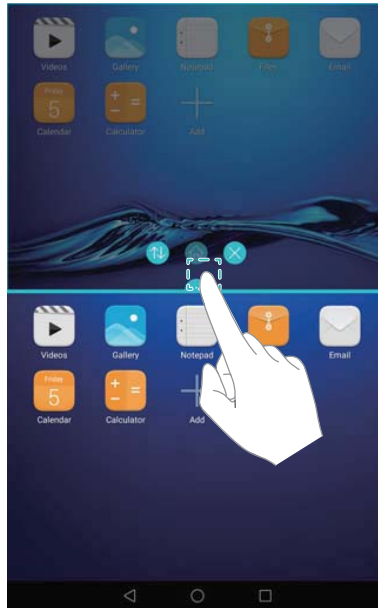 Videos Gallery Notepad Files Email
Friday
5
Calendar Calculator Add
Videos Gallery Notepad Email
Friday
5
Calendar Calculator Add